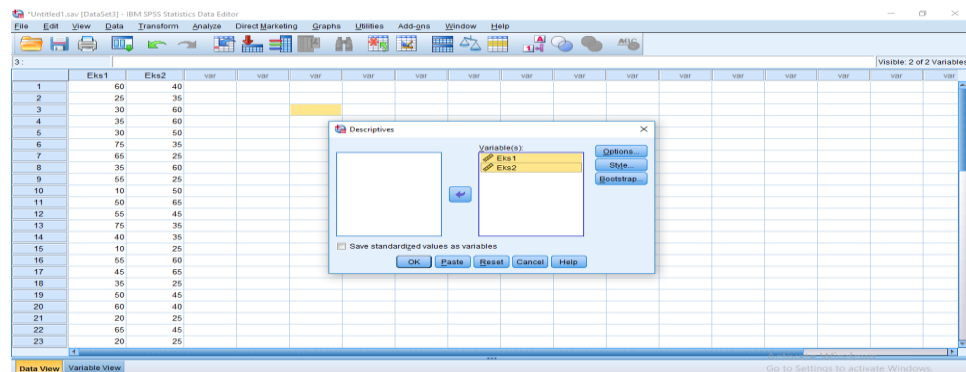 *Untitled1.sav [DataSet3] - IBM SPSS Statistics Data Editor
File Edit View Data Transform Analyze Direct Marketing Graphs Utilities Add-ons Window Help
3 :
Visible: 2 of 2 Variables
Eks1 Eks2 var var var var var var var var var var var var var var var
1 60 40
2 25 35
3 30 60
4 35 60
5 30 50
6 75 35
7 65 25
8 35 60
9 55 25
10 10 50
11 50 65
12 55 45
13 75 35
14 40 35
15 10 25
16 55 60
17 45 65
18 35 25
19 50 45
20 60 40
21 20 25
22 65 45
23 20 25
Descriptives
Variable(s):
Eks1
Eks2
Options...
Style...
Bootstrap...
Save standardized values as variables
OK Paste Reset Cancel Help
Data View Variable View
Go to Settings to activate Windows.